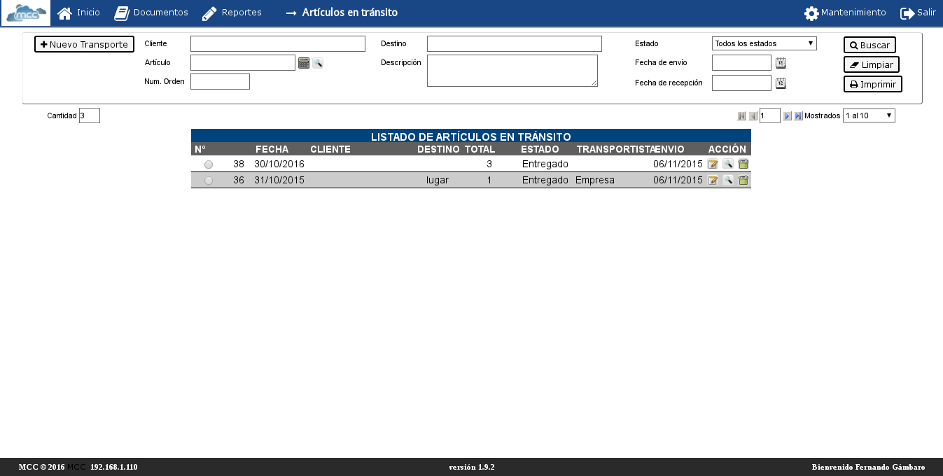 MCC Inicio Documentos Reportes → Artículos en tránsito Mantenimiento Salir
Nuevo Transporte Cliente Destino Estado Todos los estados Buscar
Artículo Descripción Fecha de envío Limpiar
Num. Orden Fecha de recepción Imprimir
Cantidad 3 1 Mostrados 1 al 10
LISTADO DE ARTÍCULOS EN TRÁNSITO
Nº FECHA CLIENTE DESTINO TOTAL ESTADO TRANSPORTISTA ENVIO ACCIÓN
38 30/10/2016 3 Entregado 06/11/2015
36 31/10/2015 lugar 1 Entregado Empresa 06/11/2015
MCC © 2016 MCC 192.168.1.110 versión 1.9.2 Bienvenido Fernando Gámbaro